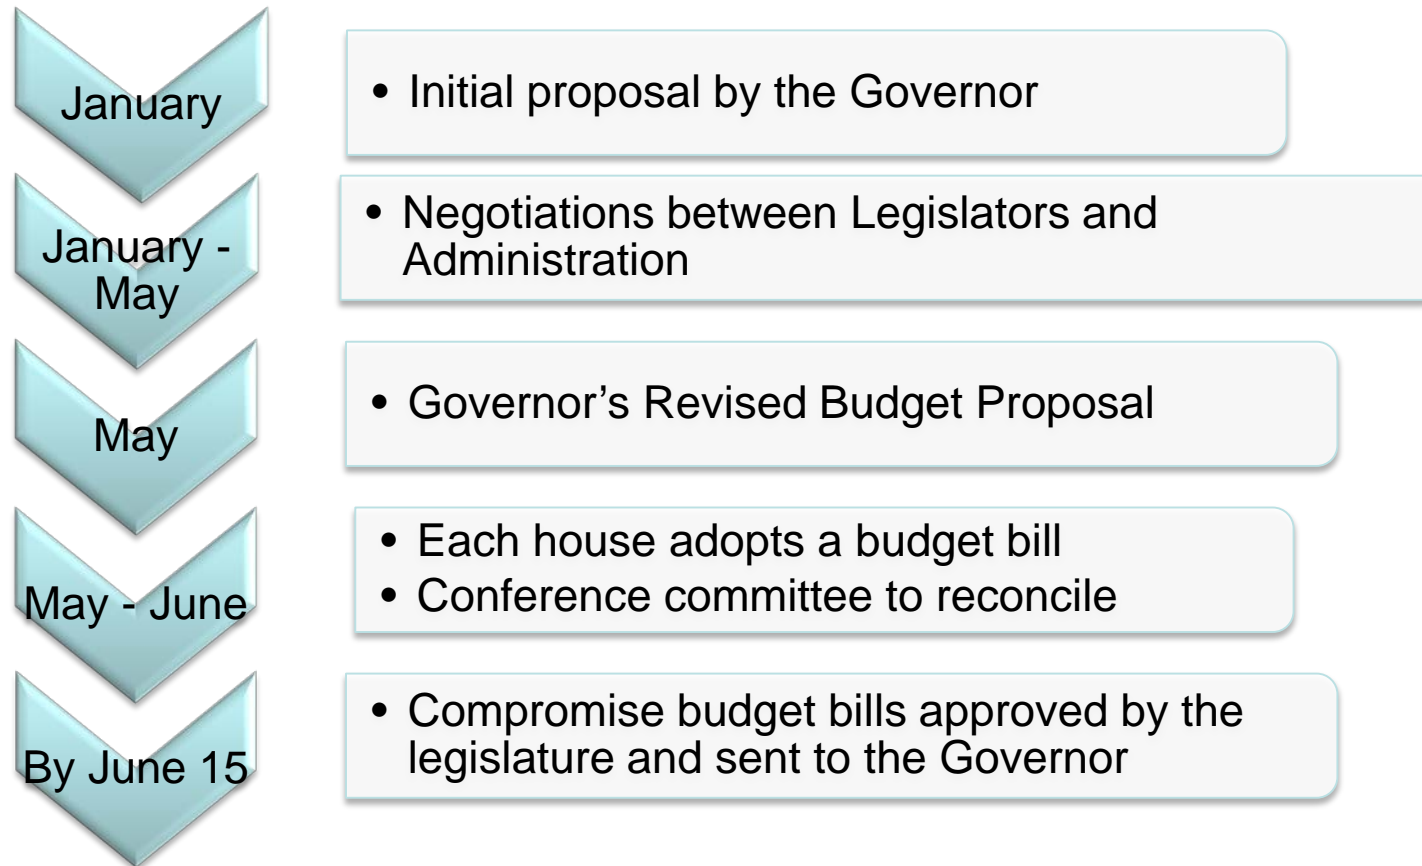 January
• Initial proposal by the Governor
January -
May
• Negotiations between Legislators and
Administration
May
• Governor’s Revised Budget Proposal
May - June
• Each house adopts a budget bill
• Conference committee to reconcile
By June 15
• Compromise budget bills approved by the
legislature and sent to the Governor